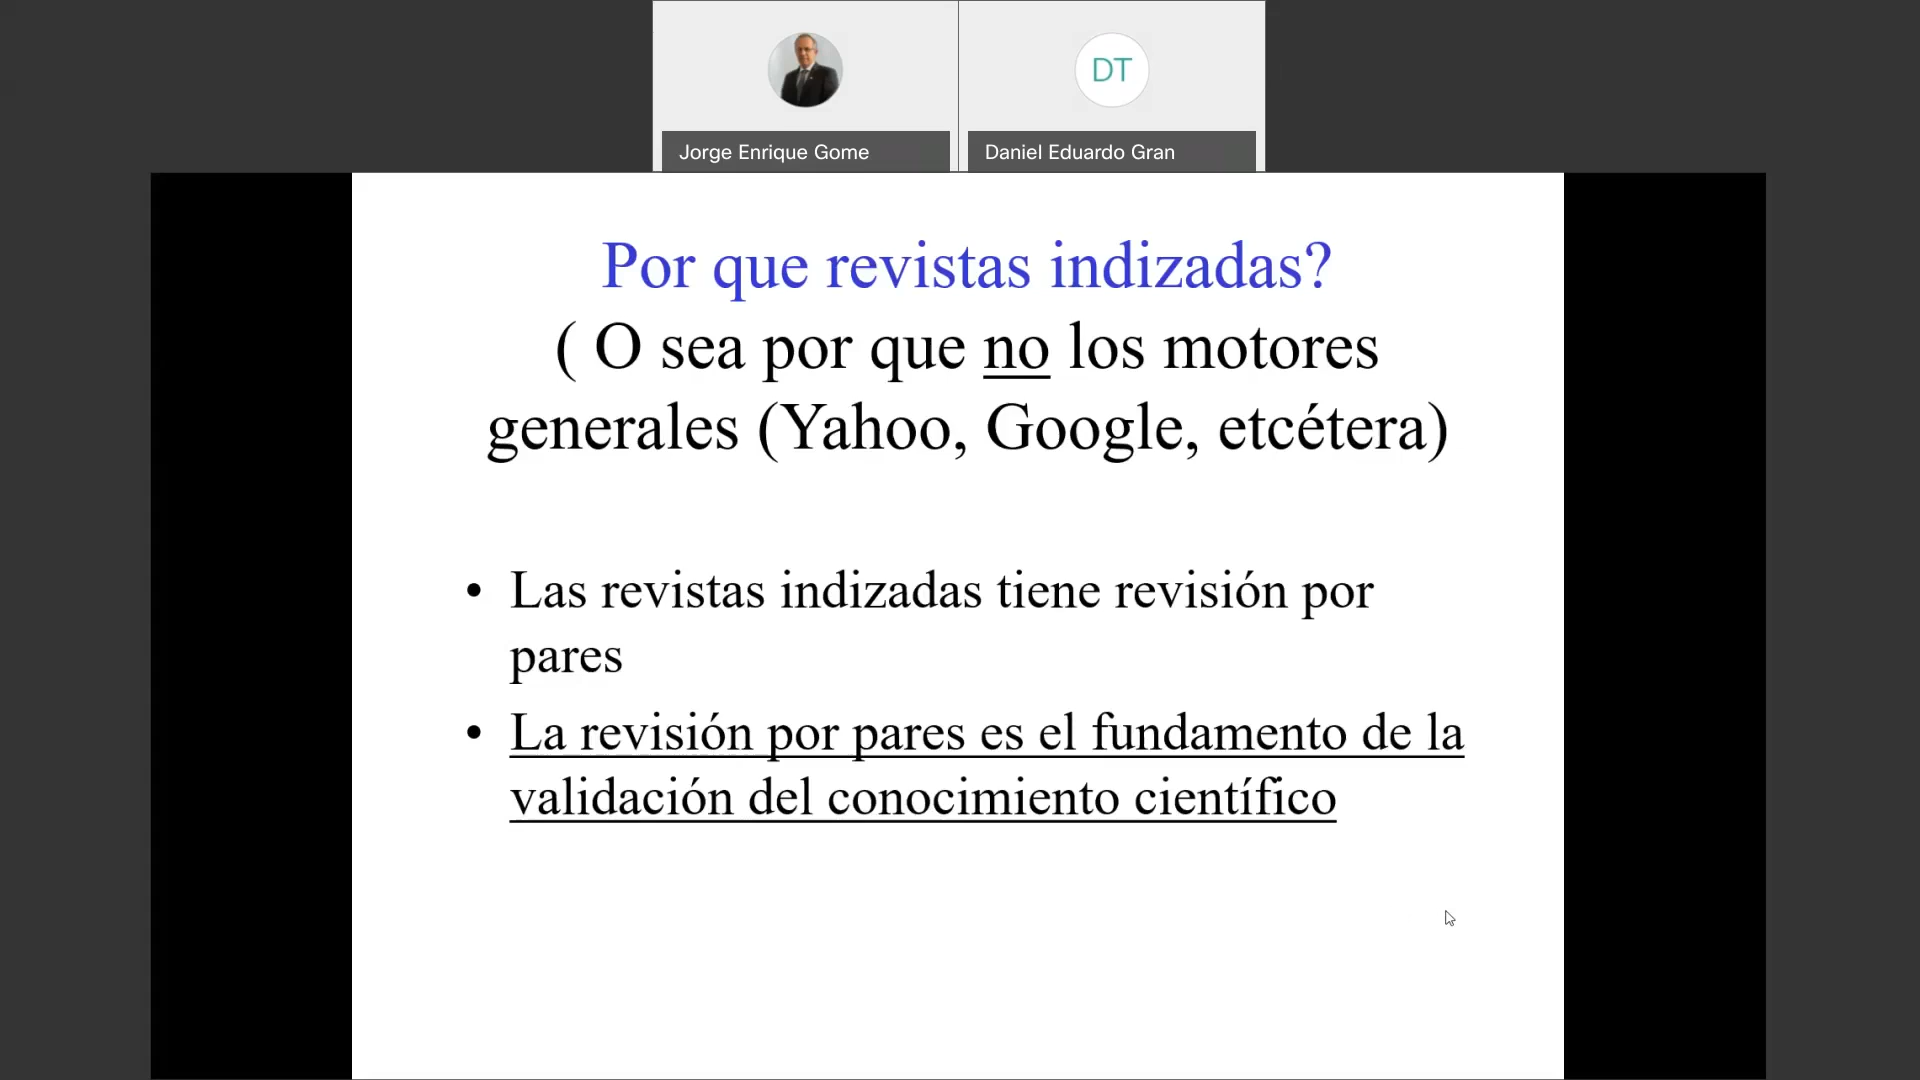 DT
Jorge Enrique Gome
Daniel Eduardo Gran
Por que revistas indizadas?
( O sea por que no los motores
generales (Yahoo, Google, etcétera)
• Las revistas indizadas tiene revisión por
pares
• La revisión por pares es el fundamento de la
validación del conocimiento científico